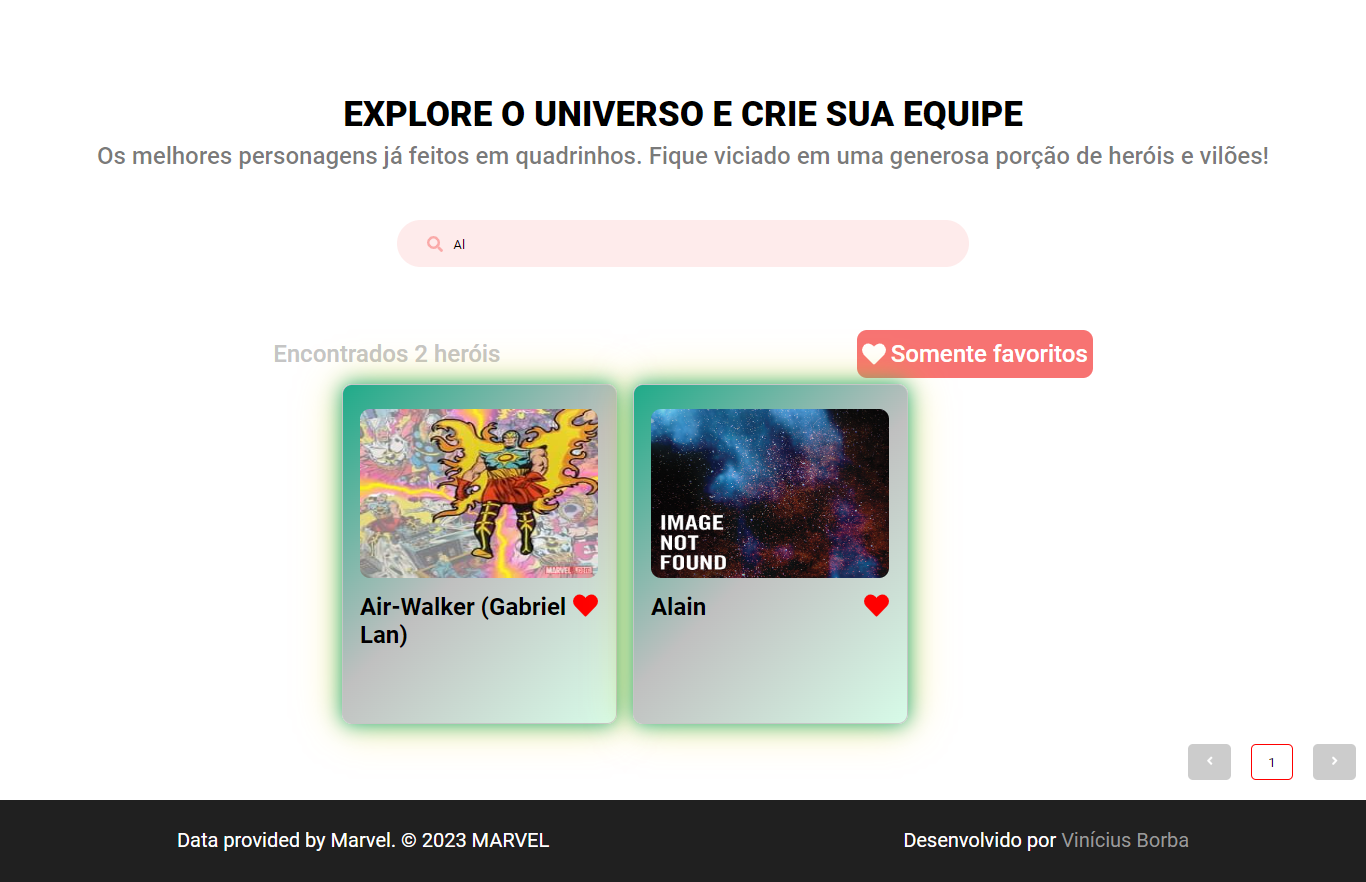 EXPLORE O UNIVERSO E CRIE SUA EQUIPE
Os melhores personagens já feitos em quadrinhos. Fique viciado em uma generosa porção de heróis e vilões!
Al
Encontrados 2 heróis
Somente favoritos
MARVEL
IMAGE
NOT
FOUND
Air-Walker (Gabriel
Lan)
Alain
1
Data provided by Marvel. © 2023 MARVEL
Desenvolvido por Vinícius Borba